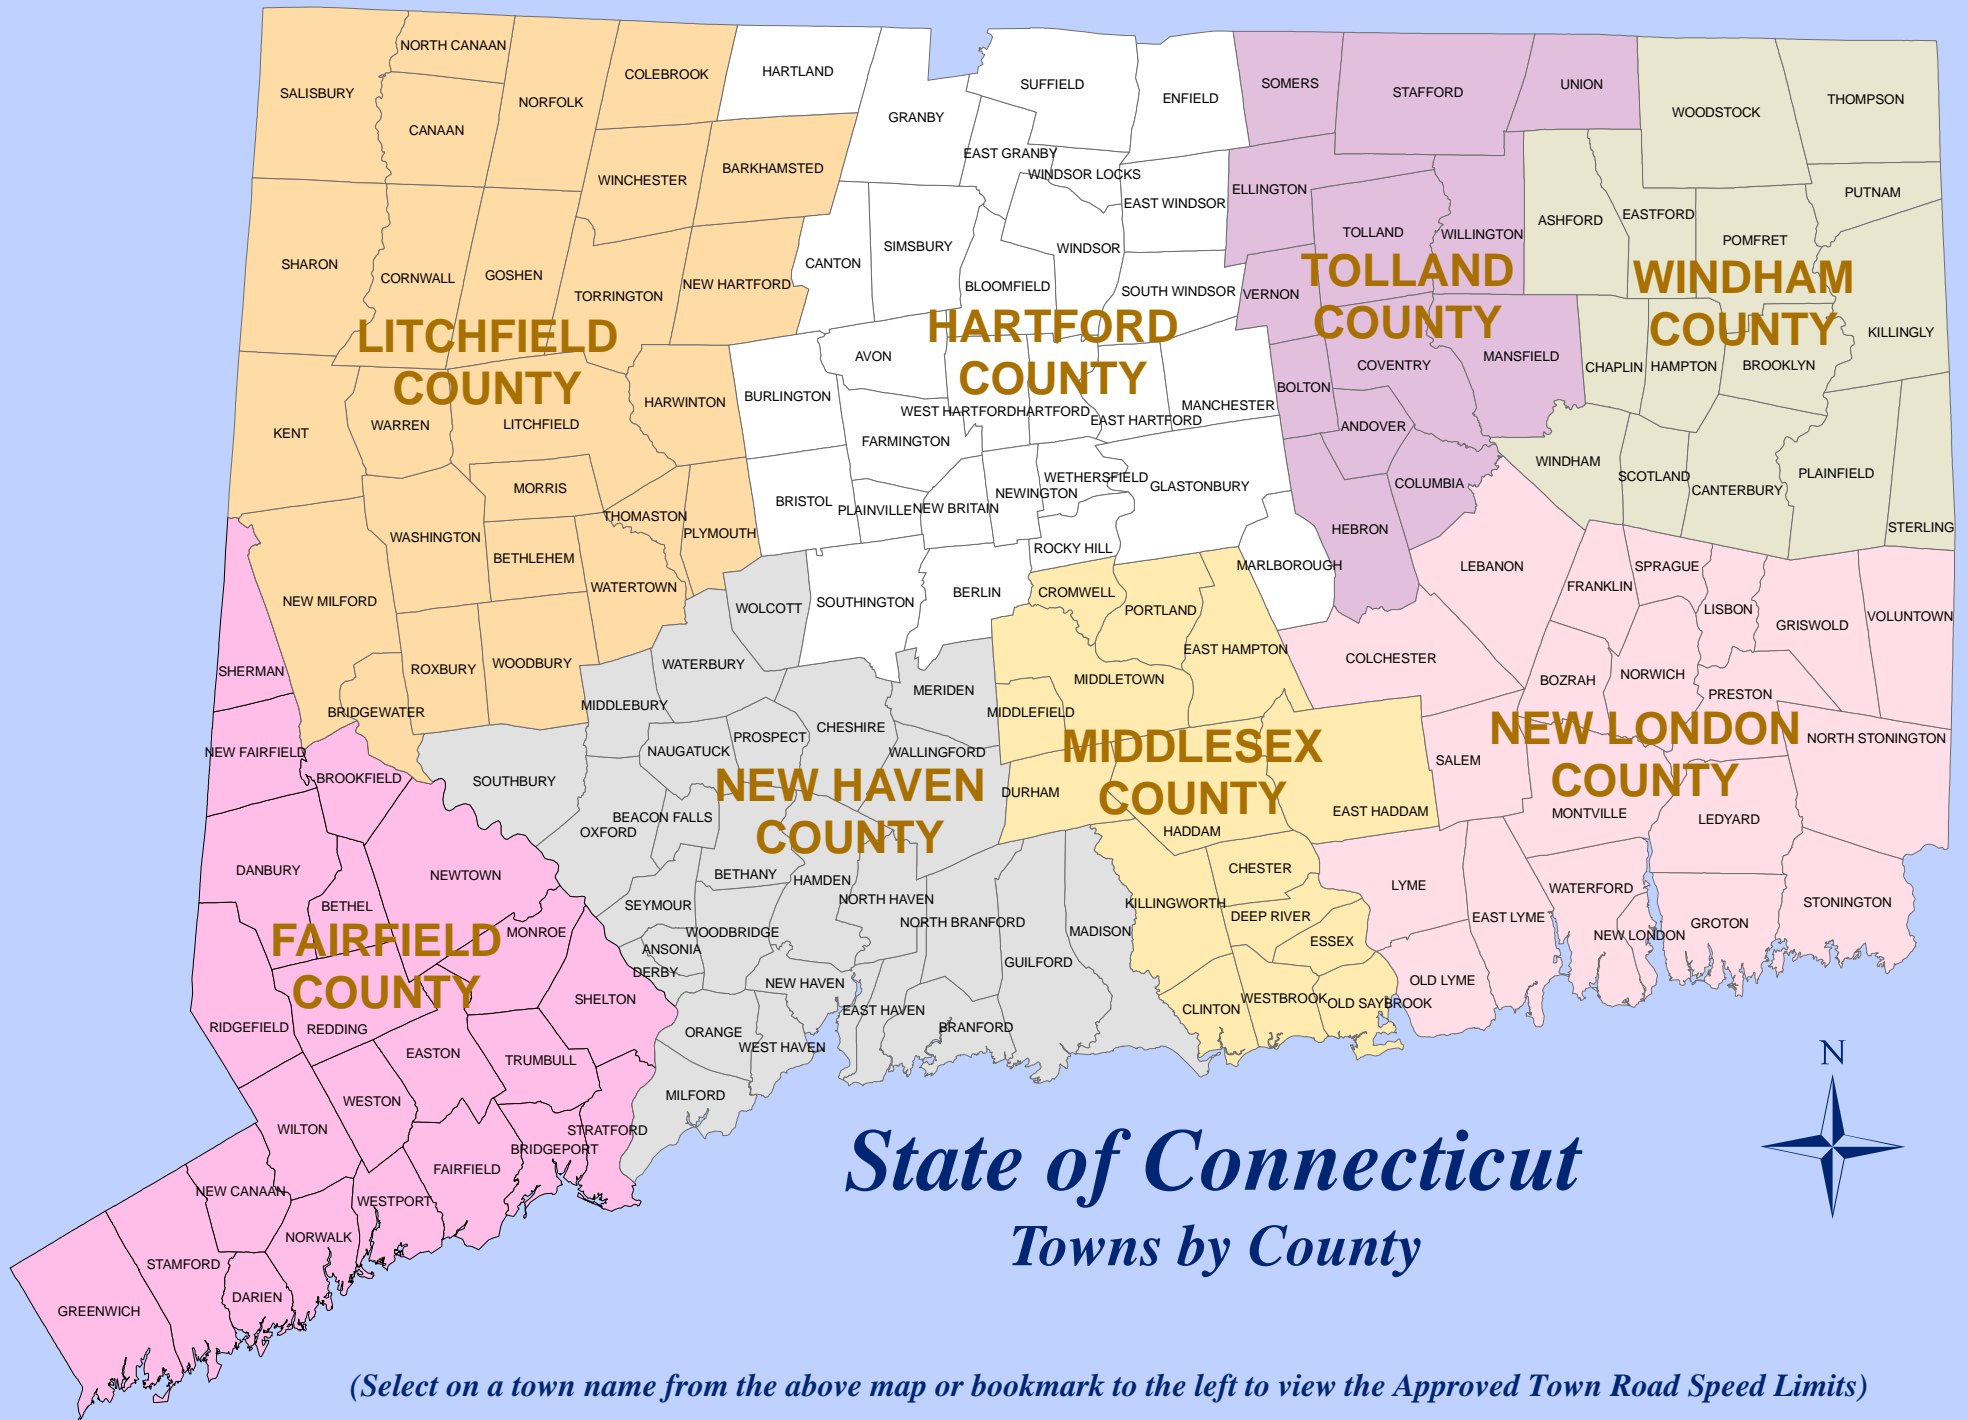 NORTH CANAAN
COLEBROOK
HARTLAND
SALISBURY
NORFOLK
CANAAN
SUFFIELD
ENFIELD
SOMERS
STAFFORD
UNION
WOODSTOCK
THOMPSON
GRANBY
EAST GRANBY
WINCHESTER
BARKHAMSTED
WINDSOR LOCKS
EAST WINDSOR
ELLINGTON
PUTNAM
ASHFORD
EASTFORD
TOLLAND
WILLINGTON
POMFRET
SHARON
CORNWALL
GOSHEN
TORRINGTON
NEW HARTFORD
CANTON
SIMSBURY
WINDSOR
BLOOMFIELD
SOUTH WINDSOR
VERNON
TOLLAND
COUNTY
WINDHAM
COUNTY
LITCHFIELD
COUNTY
HARTFORD
COUNTY
KILLINGLY
AVON
MANSFIELD
COVENTRY
CHAPLIN
HAMPTON
BROOKLYN
BOLTON
BURLINGTON
HARWINTON
MANCHESTER
WEST HARTFORD
HARTFORD
EAST HARTFORD
KENT
WARREN
LITCHFIELD
ANDOVER
FARMINGTON
WINDHAM
SCOTLAND
CANTERBURY
PLAINFIELD
WETHERSFIELD
GLASTONBURY
COLUMBIA
MORRIS
NEWINGTON
BRISTOL
PLAINVILLE
NEW BRITAIN
THOMASTON
PLYMOUTH
HEBRON
STERLING
WASHINGTON
BETHLEHEM
ROCKY HILL
MARLBOROUGH
LEBANON
SPRAGUE
FRANKLIN
WATERTOWN
NEW MILFORD
WOLCOTT
SOUTHINGTON
BERLIN
CROMWELL
PORTLAND
LISBON
GRISWOLD
VOLUNTOWN
EAST HAMPTON
COLCHESTER
SHERMAN
ROXBURY
WOODBURY
WATERBURY
MIDDLETOWN
BOZRAH
NORWICH
PRESTON
MERIDEN
MIDDLEBURY
BRIDGEWATER
MIDDLEFIELD
CHESHIRE
PROSPECT
NAUGATUCK
WALLINGFORD
NEW FAIRFIELD
BROOKFIELD
SOUTHBURY
MIDDLESEX
COUNTY
NEW LONDON
COUNTY
NORTH STONINGTON
SALEM
NEW HAVEN
COUNTY
DURHAM
EAST HADDAM
MONTVILLE
LEDYARD
BEACON FALLS
OXFORD
HADDAM
DANBURY
NEWTOWN
BETHANY
HAMDEN
CHESTER
LYME
WATERFORD
BETHEL
SEYMOUR
NORTH HAVEN
KILLINGWORTH
STONINGTON
DEEP RIVER
EAST LYME
NORTH BRANFORD
GROTON
FAIRFIELD
COUNTY
MONROE
WOODBRIDGE
MADISON
NEW LONDON
ESSEX
ANSONIA
GUILFORD
DERBY
NEW HAVEN
OLD LYME
SHELTON
EAST HAVEN
CLINTON
WESTBROOK
OLD SAYBROOK
RIDGEFIELD
REDDING
ORANGE
BRANFORD
WEST HAVEN
EASTON
TRUMBULL
MILFORD
WESTON
WILTON
STRATFORD
BRIDGEPORT
FAIRFIELD
NEW CANAAN
WESTPORT
NORWALK
STAMFORD
DARIEN
GREENWICH
N
State of Connecticut
Towns by County
(Select on a town name from the above map or bookmark to the left to view the Approved Town Road Speed Limits)